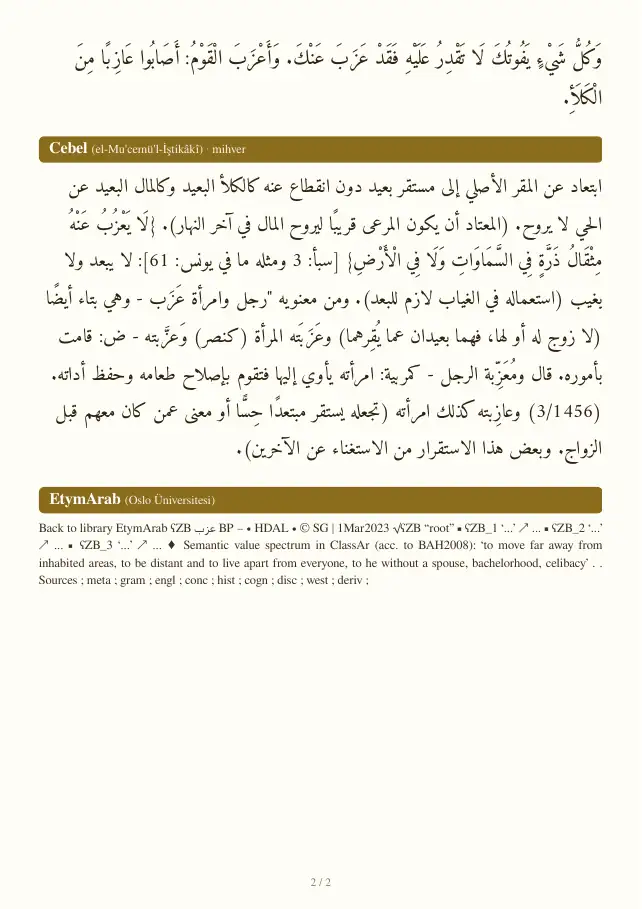 وَكُلُّ شَيْءٍ يَفُوتُكَ لَا تَقْدِرُ عَلَيْهِ فَقَدْ عَزَبَ عَنْكَ. وَأَعْزَبَ الْقَوْمُ: أَصَابُوا عَازِبًا مِنَ
الْكَلَأِ.
Cebel (el-Mu'cemü'l-İştikâkî) · mihver
ابتعاد عن المقر الأصلي إلى مستقر بعيد دون انقطاع عنه كالكلأ البعيد وكالمال البعيد عن
الحي لا يروح. (المعتاد أن يكون المرعى قريبًا ليروح المال في آخر النهار). {لَا يَعْزُبُ عَنْهُ
مِثْقَالُ ذَرَّةٍ فِي السَّمَاوَاتِ وَلَا فِي الْأَرْضِ} [سبأ: 3 ومثله ما في يونس: 61]: لا يبعد ولا
يغيب (استعماله في الغياب لازم للبعد). ومن معنويه "رجل وامرأة عَزَب - وهي بتاء أيضًا
(لا زوج له أو لها، فهما بعيدان عما يُقِرهما) وعَزَبَته المرأة (كنصر) وَعزَّبته - ض: قامت
بأموره. قال ومُعَزِّبة الرجل - كمربية: امرأته يأوي إليها فتقوم بإصلاح طعامه وحفظ أداته.
(3/1456) وعازِبته كذلك امرأته (تجعله يستقر مبتعدًا حِسًّا أو معنى عمن كان معهم قبل
الزواج. وبعض هذا الاستقرار من الاستغناء عن الآخرين).
EtymArab (Oslo Üniversitesi)
Back to library EtymArab ʕZB عزب BP – • HDAL • © SG | 1Mar2023 √ʕZB “root” ▪ ʕZB_1 ‘...’ ↗ ... ▪ ʕZB_2 ‘...’
↗ ... ▪ ʕZB_3 ‘...’ ↗ ... ♦ Semantic value spectrum in ClassAr (acc. to BAH2008): ‘to move far away from
inhabited areas, to be distant and to live apart from everyone, to he without a spouse, bachelorhood, celibacy’ . .
Sources ; meta ; gram ; engl ; conc ; hist ; cogn ; disc ; west ; deriv ;
2 / 2